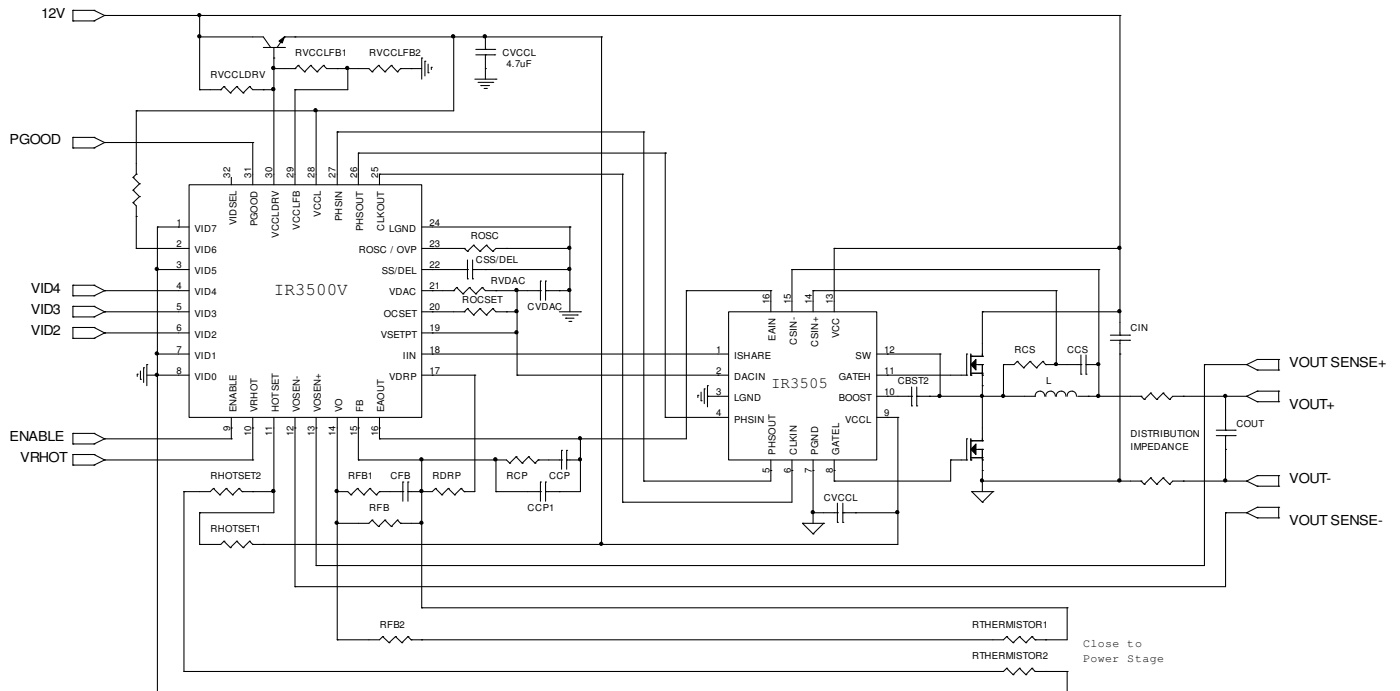 12V
RVCCLFB1
RVCCLFB2
CVCCL
4.7uF
RVCCLDRV
PGOOD
32
31
30
29
28
27
26
25
VIDSEL
PGOOD
VCCLDRV
VCCLFB
VCCL
PHSIN
PHSOUT
CLKOUT
1
VID7
LGND
24
2
VID6
ROSC / OVP
23
ROSC
3
VID5
SS/DEL
22
CSS/DEL
VID4
4
VID4
IR3500V
VDAC
21
RVDAC
VID3
5
VID3
OCSET
20
ROCSET
CVDAC
VID2
6
VID2
VSETPT
19
7
VID1
IIN
18
8
VID0
VDRP
17
ENABLE
VRHOT
HOTSET
VOSEN-
VOSEN+
VO
FB
EAOUT
9
10
11
12
13
14
15
16
ENABLE
VRHOT
16
15
14
13
EAIN
CSIN-
CSIN+
VCC
1
ISHARE
SW
12
2
DACIN
IR3505
GATEH
11
3
LGND
BOOST
10
4
PHSIN
VCCL
9
PHSOUT
CLKIN
PGND
GATEL
5
6
7
8
CBST2
CVCCL
RCS
CCS
L
CIN
VOUT SENSE+
VOUT+
COUT
DISTRIBUTION
IMPEDANCE
VOUT-
VOUT SENSE-
RHOTSET2
RFB1
CFB
RDRP
RCP
CCP
CCP1
RFB
RHOTSET1
RFB2
RTHERMISTOR1
Close to
Power Stage
RTHERMISTOR2